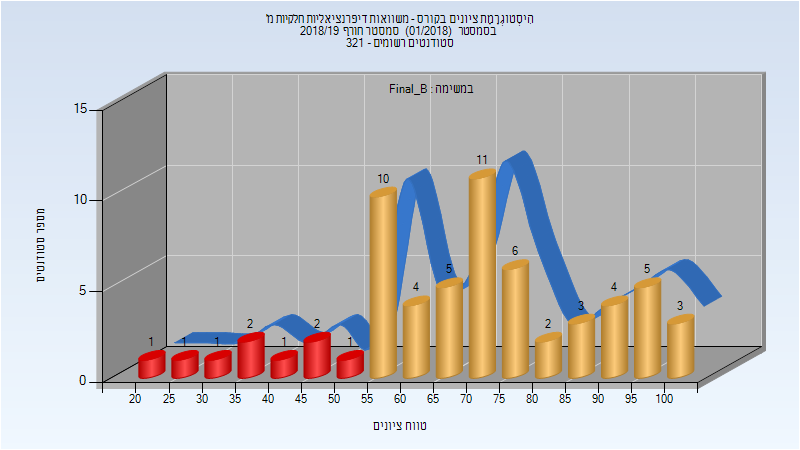 היסטוגרמת ציונים בקורס - משוואות דיפרנציאליות חלקיות מ'
בסמסטר (01/2018) סמסטר חורף 2018/19
סטודנטים רשומים - 321
במשימה : Final_B
מספר סטודנטים
15
10
5
0
1 1 1 2 1 2 1 10 4 5 11 6 2 3 4 5 3
20 25 30 35 40 45 50 55 60 65 70 75 80 85 90 95 100
טווח ציונים